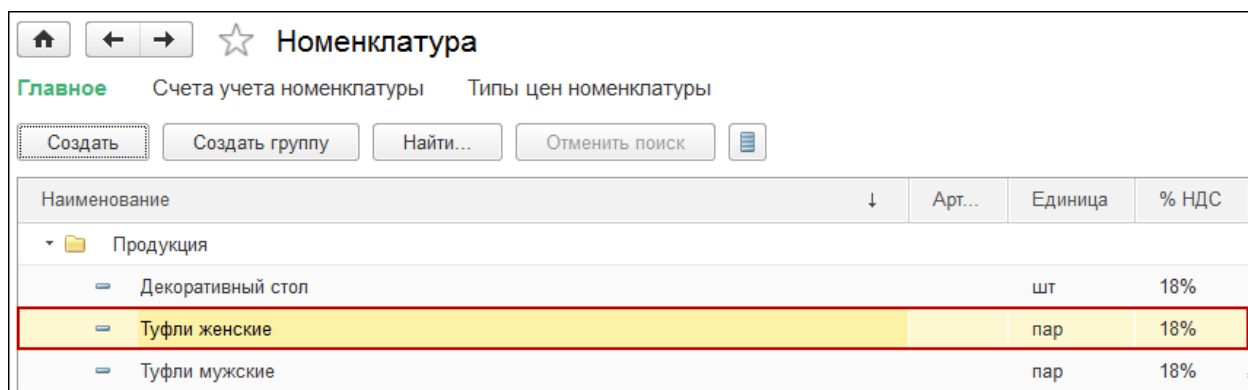 Номенклатура
Главное Счета учета номенклатуры Типы цен номенклатуры
Создать Создать группу Найти... Отменить поиск
Наименование ↓ Арт... Единица % НДС
Продукция
Декоративный стол шт 18%
Туфли женские пар 18%
Туфли мужские пар 18%